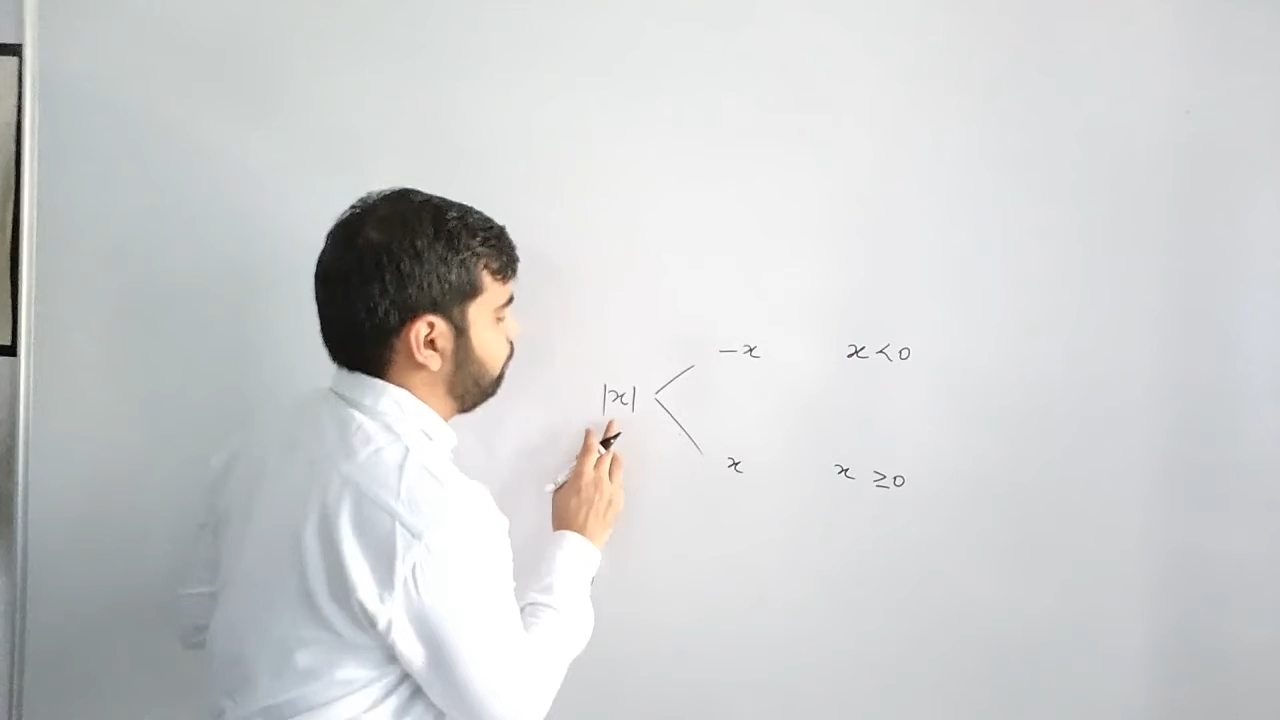 -x x<0
|x|
x x ≥0